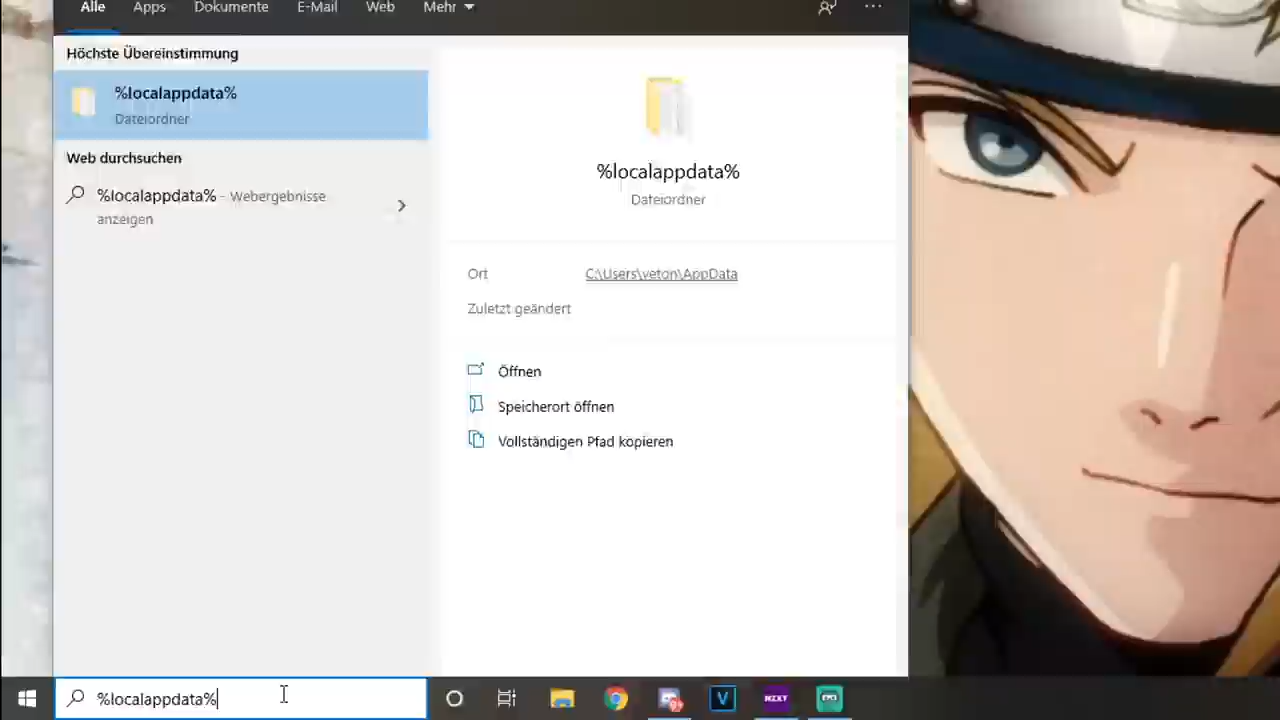 Alle Apps Dokumente E-Mail Web Mehr
Höchste Übereinstimmung
%localappdata%
Dateiordner
Web durchsuchen
%localappdata% - Webergebnisse
anzeigen
%localappdata%
Dateiordner
Ort C:\Users\veton\AppData
Zuletzt geändert
Öffnen
Speicherort öffnen
Vollständigen Pfad kopieren
%localappdata%
V NZXT